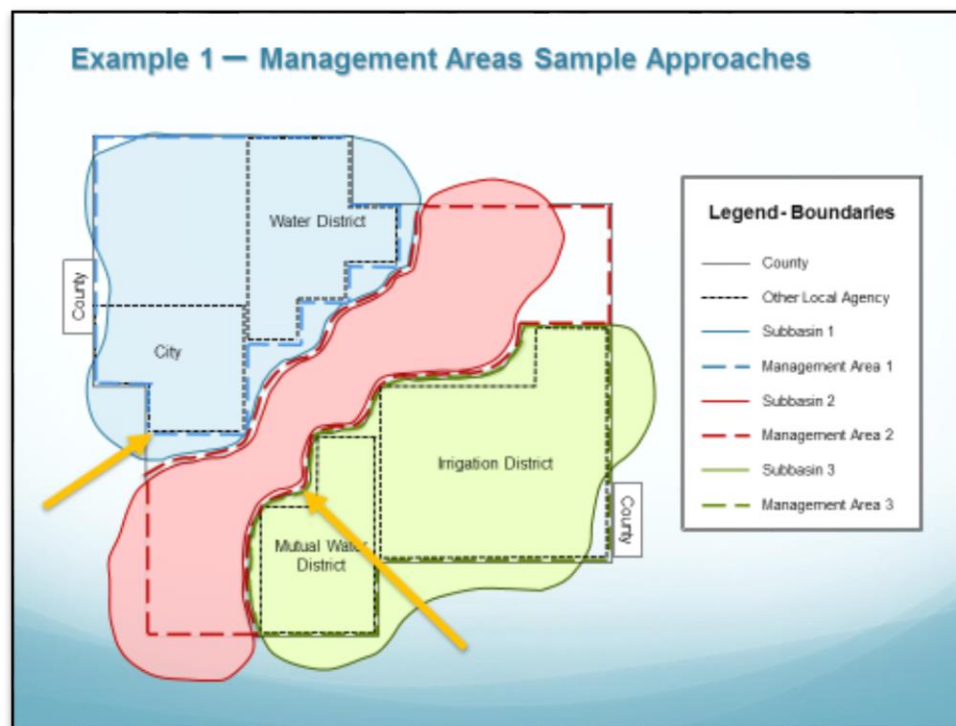 Example 1 — Management Areas Sample Approaches
Water District
County
City
Irrigation District
Mutual Water
District
County
Legend - Boundaries
County
Other Local Agency
Subbasin 1
Management Area 1
Subbasin 2
Management Area 2
Subbasin 3
Management Area 3